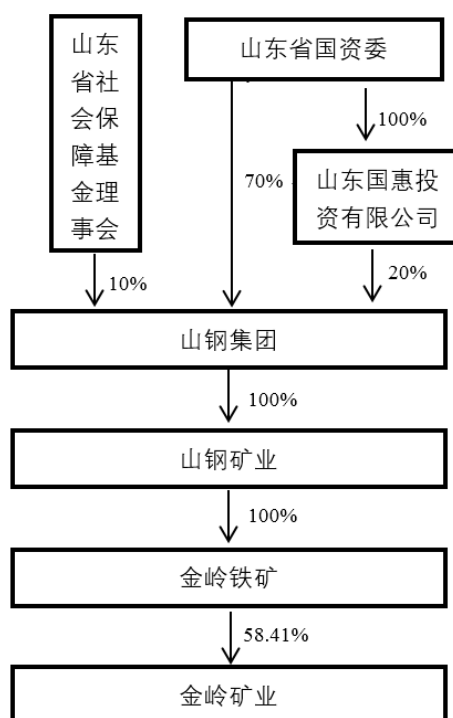 山东
省社
会保
障基
金理
事会
山东省国资委
100%
70%
山东国惠投
资有限公司
10%
20%
山钢集团
100%
山钢矿业
100%
金岭铁矿
58.41%
金岭矿业